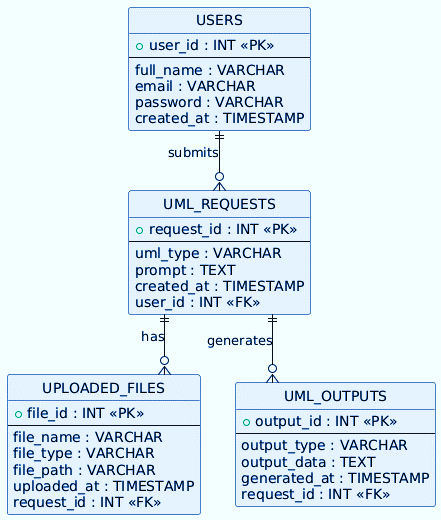 USERS
user_id : INT «PK»
full_name : VARCHAR
email : VARCHAR
password : VARCHAR
created_at : TIMESTAMP
submits
UML_REQUESTS
request_id : INT «PK»
uml_type : VARCHAR
prompt : TEXT
created_at : TIMESTAMP
user_id : INT «FK»
has
generates
UPLOADED_FILES
file_id : INT «PK»
file_name : VARCHAR
file_type : VARCHAR
file_path : VARCHAR
uploaded_at : TIMESTAMP
request_id : INT «FK»
UML_OUTPUTS
output_id : INT «PK»
output_type : VARCHAR
output_data : TEXT
generated_at : TIMESTAMP
request_id : INT «FK»